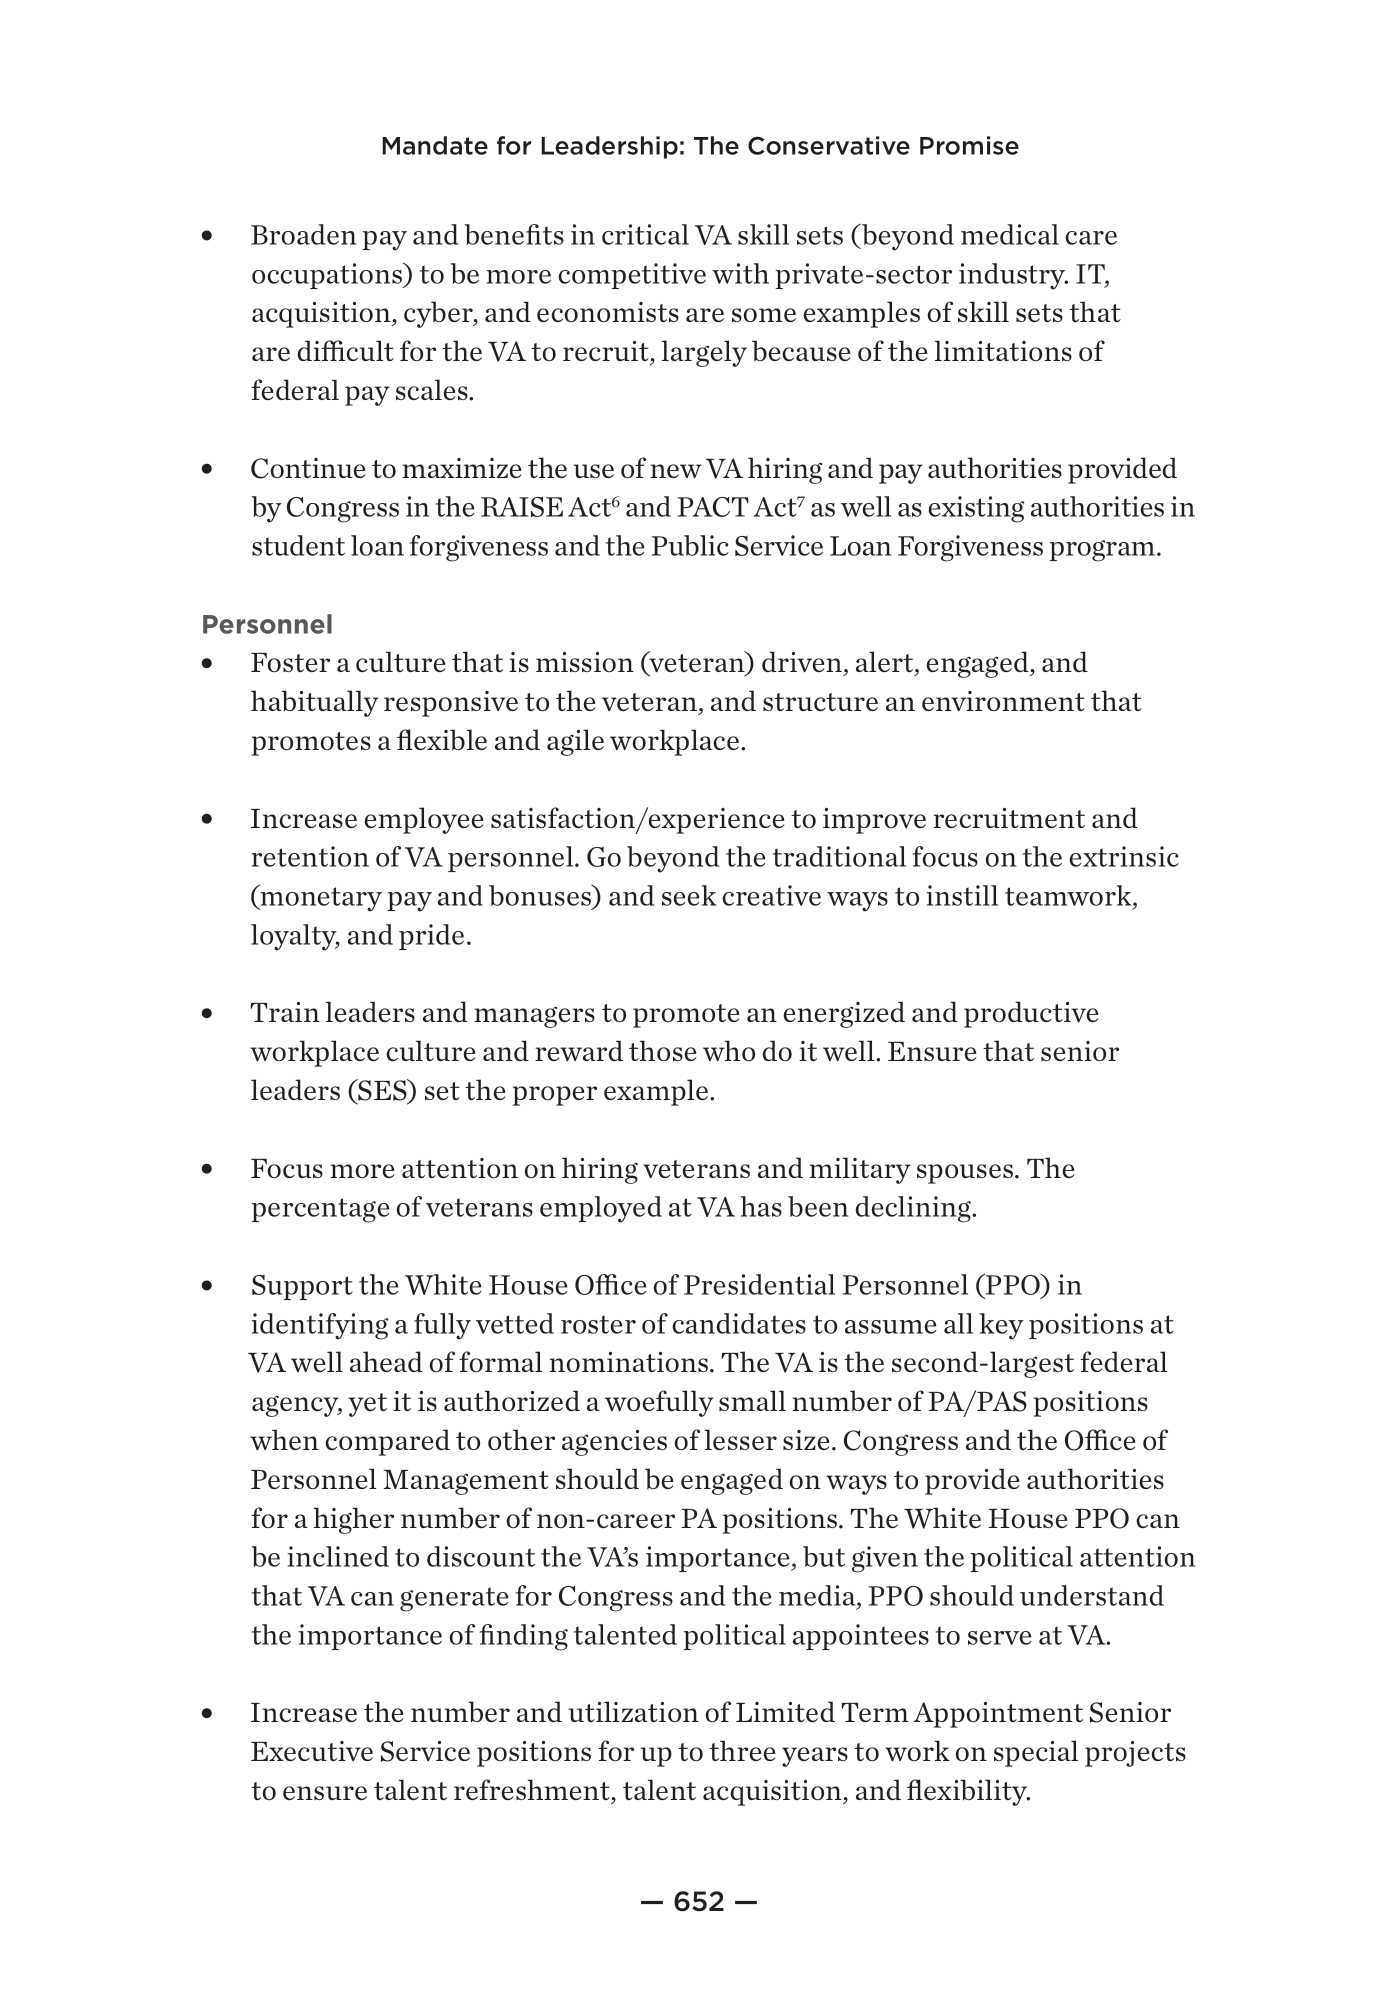 Mandate for Leadership: The Conservative Promise
• Broaden pay and benefits in critical VA skill sets (beyond medical care
occupations) to be more competitive with private-sector industry. IT,
acquisition, cyber, and economists are some examples of skill sets that
are difficult for the VA to recruit, largely because of the limitations of
federal pay scales.
• Continue to maximize the use of new VA hiring and pay authorities provided
by Congress in the RAISE Act⁶ and PACT Act⁷ as well as existing authorities in
student loan forgiveness and the Public Service Loan Forgiveness program.
Personnel
• Foster a culture that is mission (veteran) driven, alert, engaged, and
habitually responsive to the veteran, and structure an environment that
promotes a flexible and agile workplace.
• Increase employee satisfaction/experience to improve recruitment and
retention of VA personnel. Go beyond the traditional focus on the extrinsic
(monetary pay and bonuses) and seek creative ways to instill teamwork,
loyalty, and pride.
• Train leaders and managers to promote an energized and productive
workplace culture and reward those who do it well. Ensure that senior
leaders (SES) set the proper example.
• Focus more attention on hiring veterans and military spouses. The
percentage of veterans employed at VA has been declining.
• Support the White House Office of Presidential Personnel (PPO) in
identifying a fully vetted roster of candidates to assume all key positions at
VA well ahead of formal nominations. The VA is the second-largest federal
agency, yet it is authorized a woefully small number of PA/PAS positions
when compared to other agencies of lesser size. Congress and the Office of
Personnel Management should be engaged on ways to provide authorities
for a higher number of non-career PA positions. The White House PPO can
be inclined to discount the VA’s importance, but given the political attention
that VA can generate for Congress and the media, PPO should understand
the importance of finding talented political appointees to serve at VA.
• Increase the number and utilization of Limited Term Appointment Senior
Executive Service positions for up to three years to work on special projects
to ensure talent refreshment, talent acquisition, and flexibility.
— 652 —